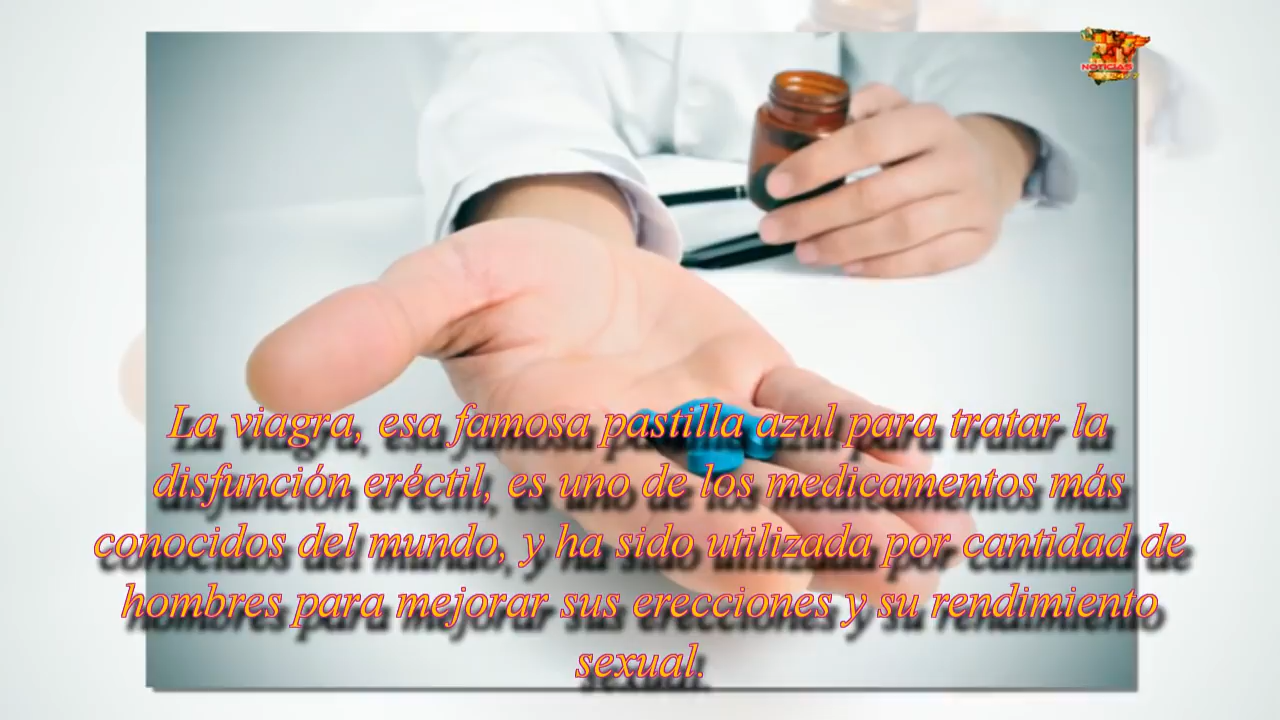 NOTICIAS
La viagra, esa famosa pastilla azul para tratar la
disfunción eréctil, es uno de los medicamentos más
conocidos del mundo, y ha sido utilizada por cantidad de
hombres para mejorar sus erecciones y su rendimiento
sexual.